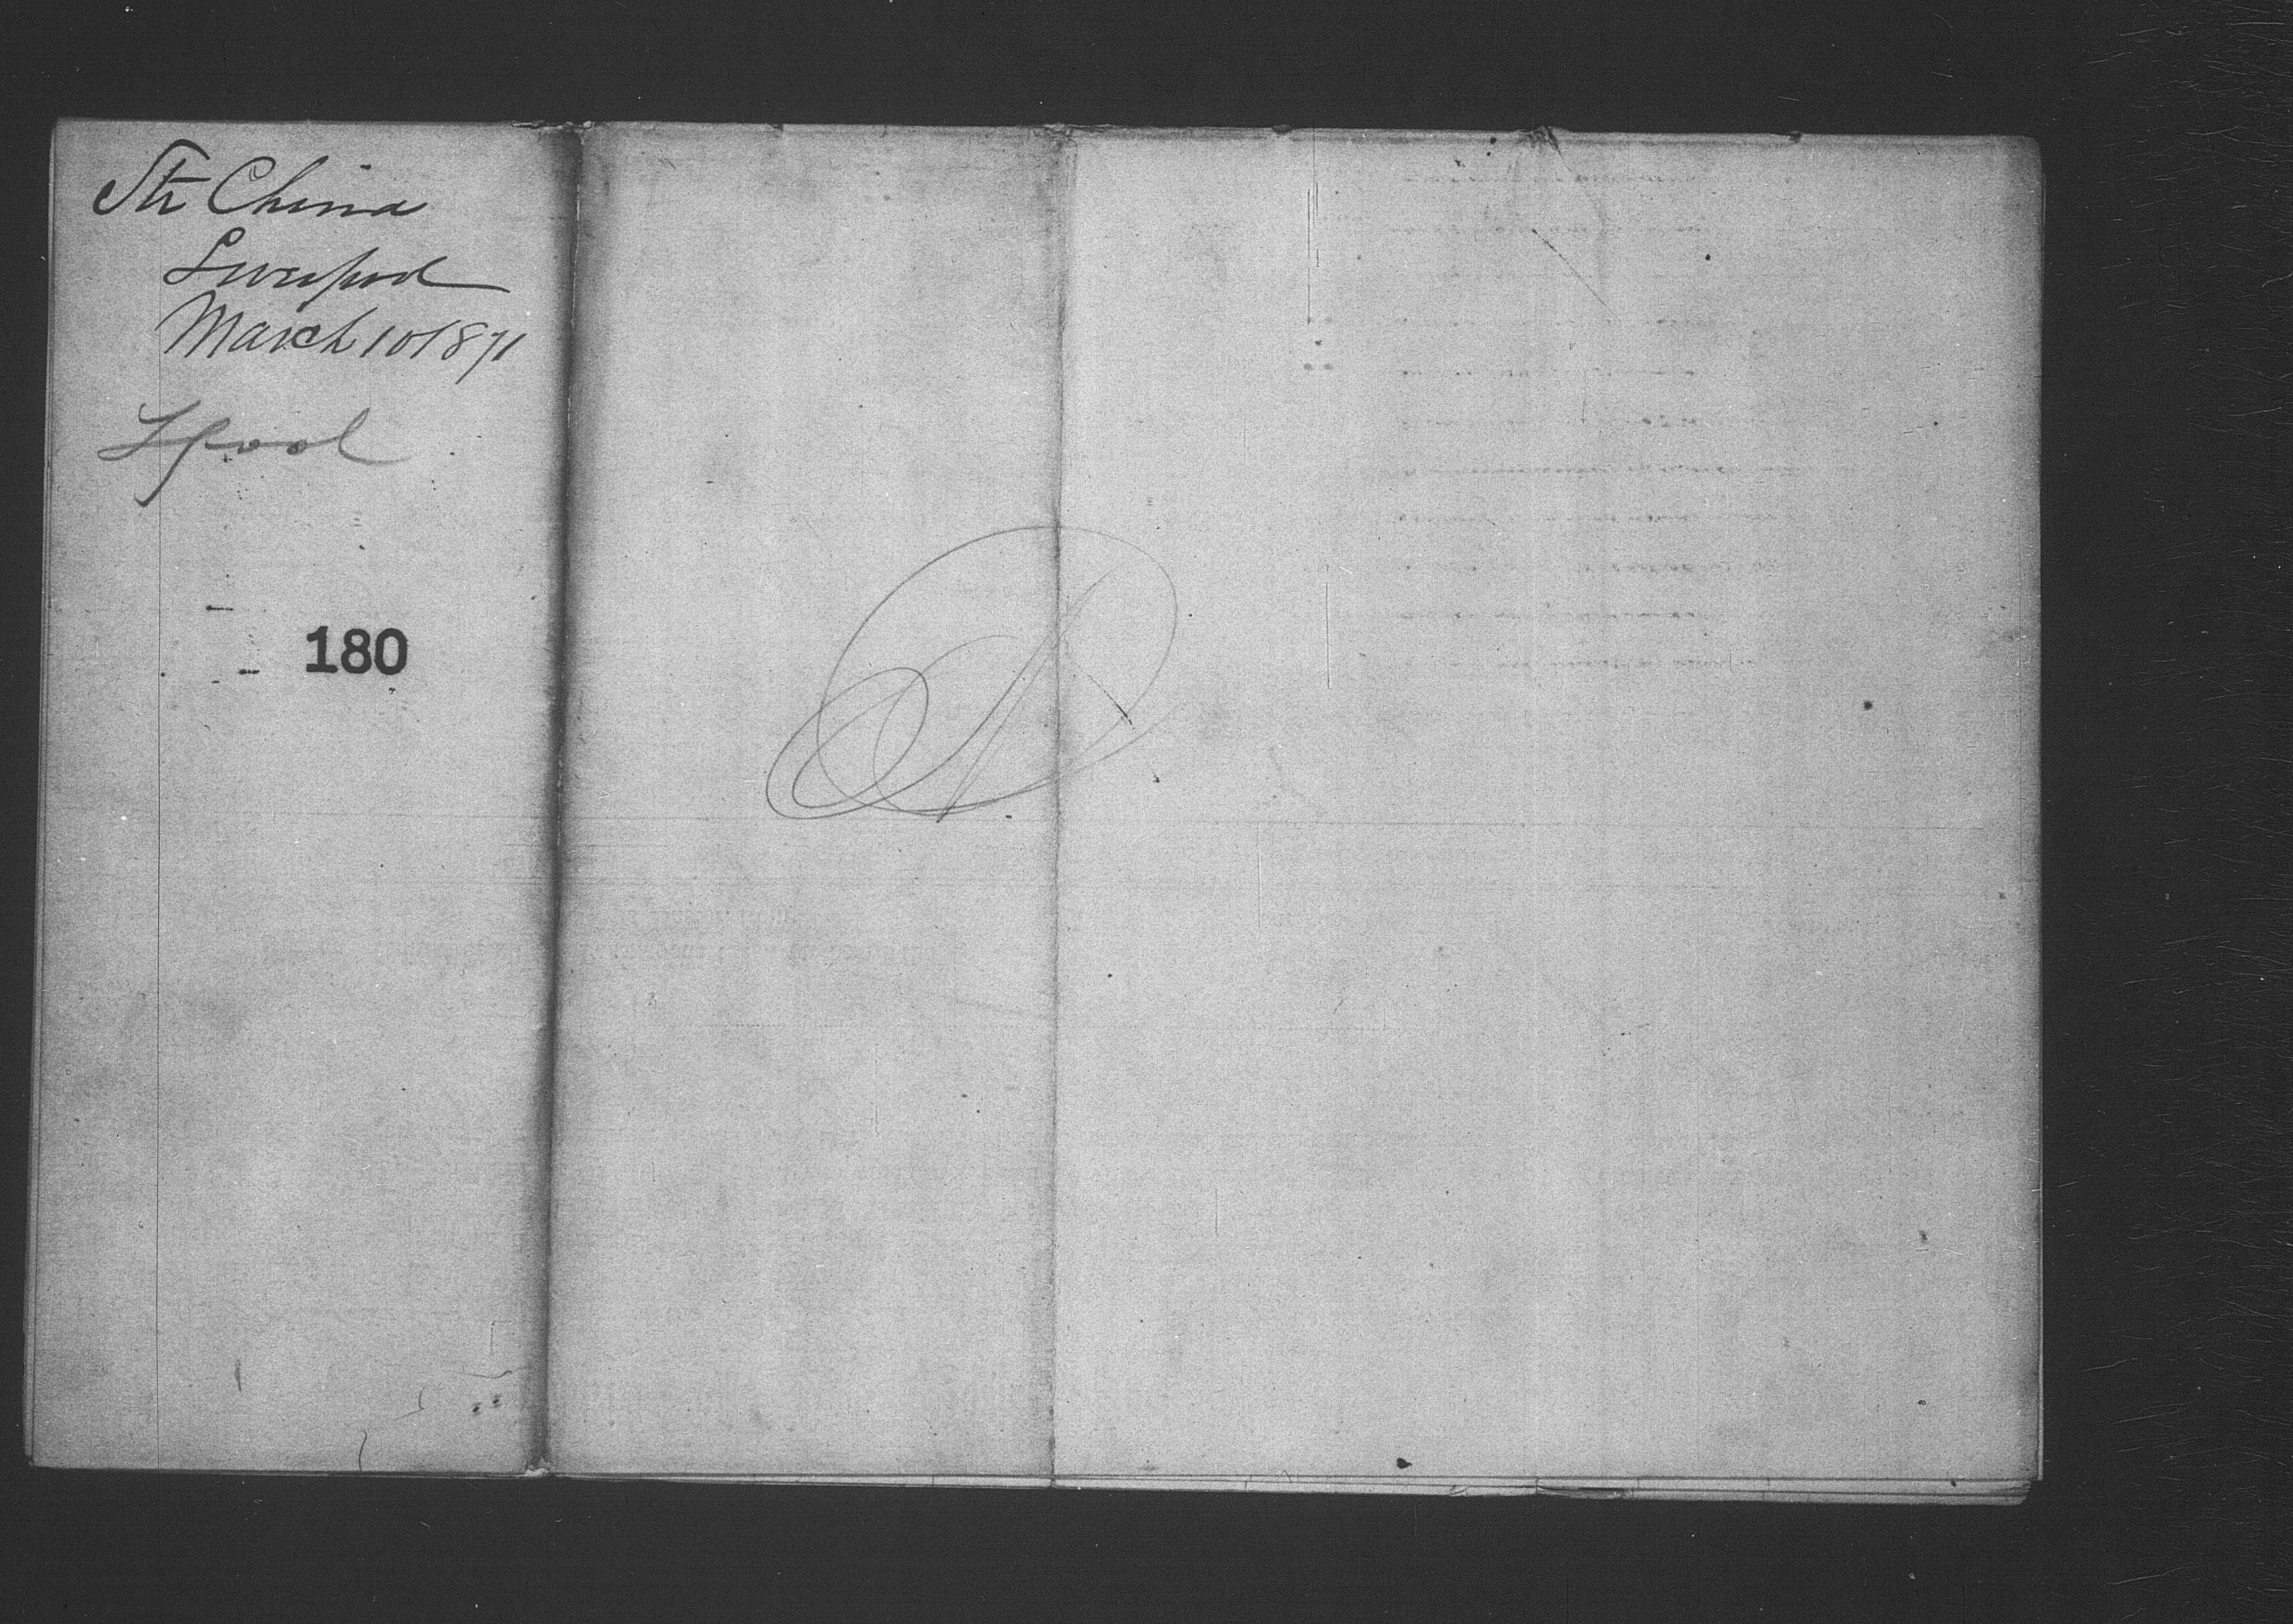 Str China
Liverpool
March 10 1871
Lpool
180